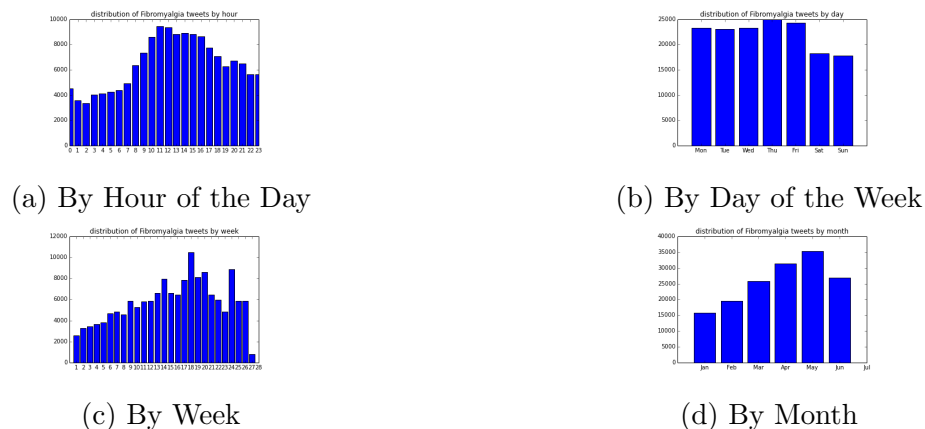 distribution of Fibromyalgia tweets by hour
10000
8000
6000
4000
2000
0
0 1 2 3 4 5 6 7 8 9 10 11 12 13 14 15 16 17 18 19 20 21 22 23
(a) By Hour of the Day
distribution of Fibromyalgia tweets by day
25000
20000
15000
10000
5000
0
Mon Tue Wed Thu Fri Sat Sun
(b) By Day of the Week
distribution of Fibromyalgia tweets by week
12000
10000
8000
6000
4000
2000
0
1 2 3 4 5 6 7 8 9 10 11 12 13 14 15 16 17 18 19 20 21 22 23 24 25 26 27 28
(c) By Week
distribution of Fibromyalgia tweets by month
40000
35000
30000
25000
20000
15000
10000
5000
0
Jan Feb Mar Apr May Jun Jul
(d) By Month